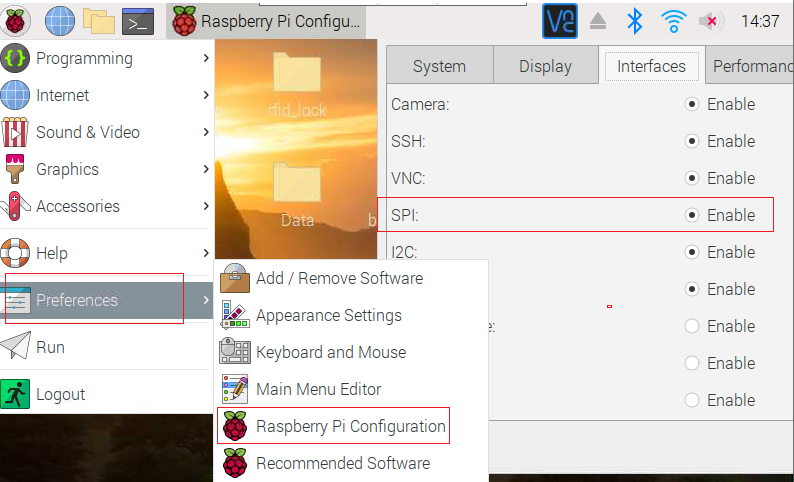 Raspberry Pi Configu...
VNC
14:37
Programming
Internet
Sound & Video
Graphics
Accessories
Help
Preferences
Run
Logout
rfid_lock
Data
b
Add / Remove Software
Appearance Settings
Keyboard and Mouse
Main Menu Editor
Raspberry Pi Configuration
Recommended Software
System
Display
Interfaces
Performanc
Camera:
Enable
SSH:
Enable
VNC:
Enable
SPI:
Enable
I2C:
Enable
Enable
e:
Enable
Enable
Enable